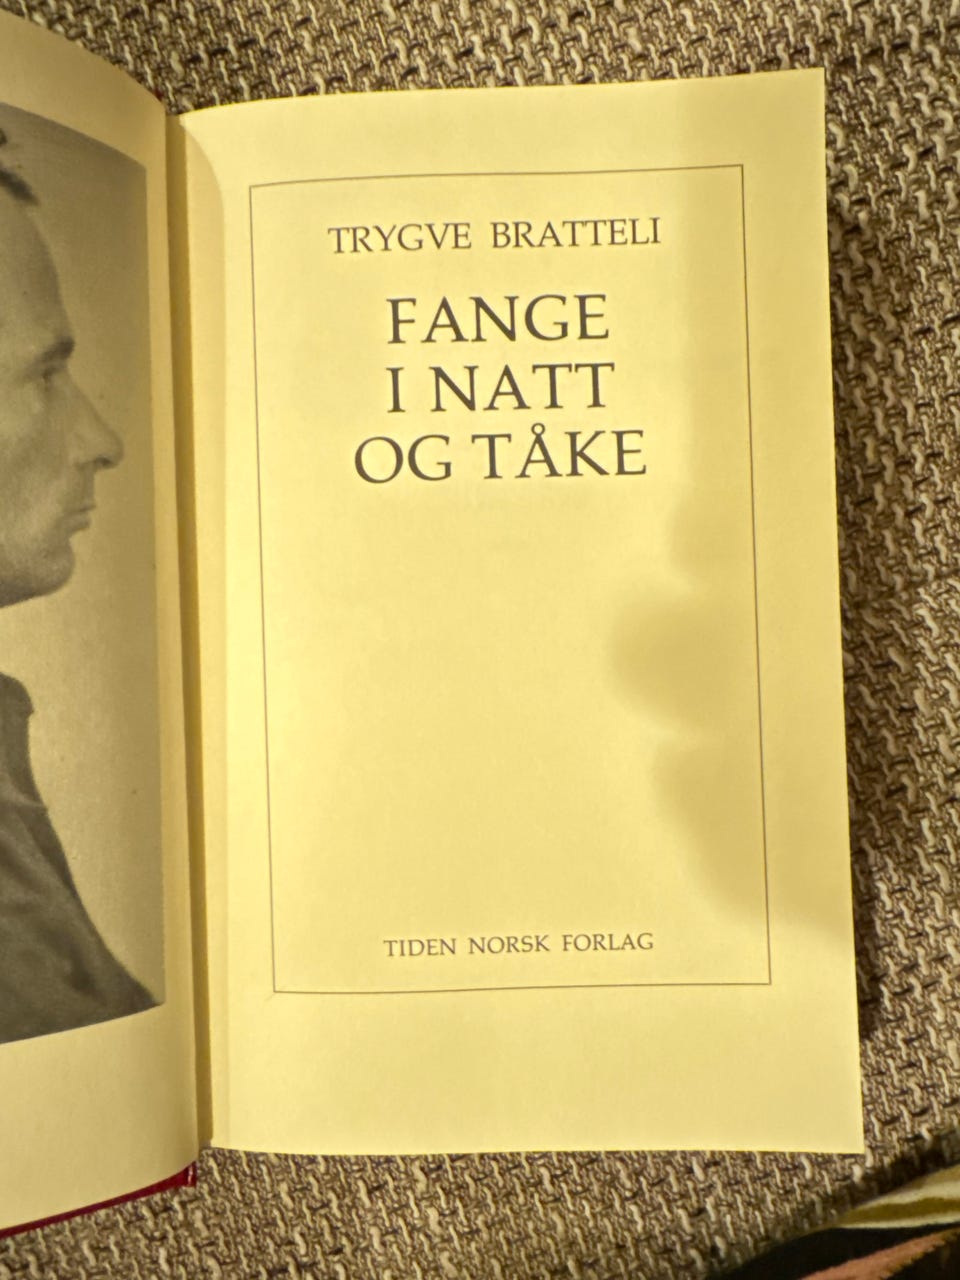 TRYGVE BRATTELI
FANGE
I NATT
OG TÅKE
TIDEN NORSK FORLAG